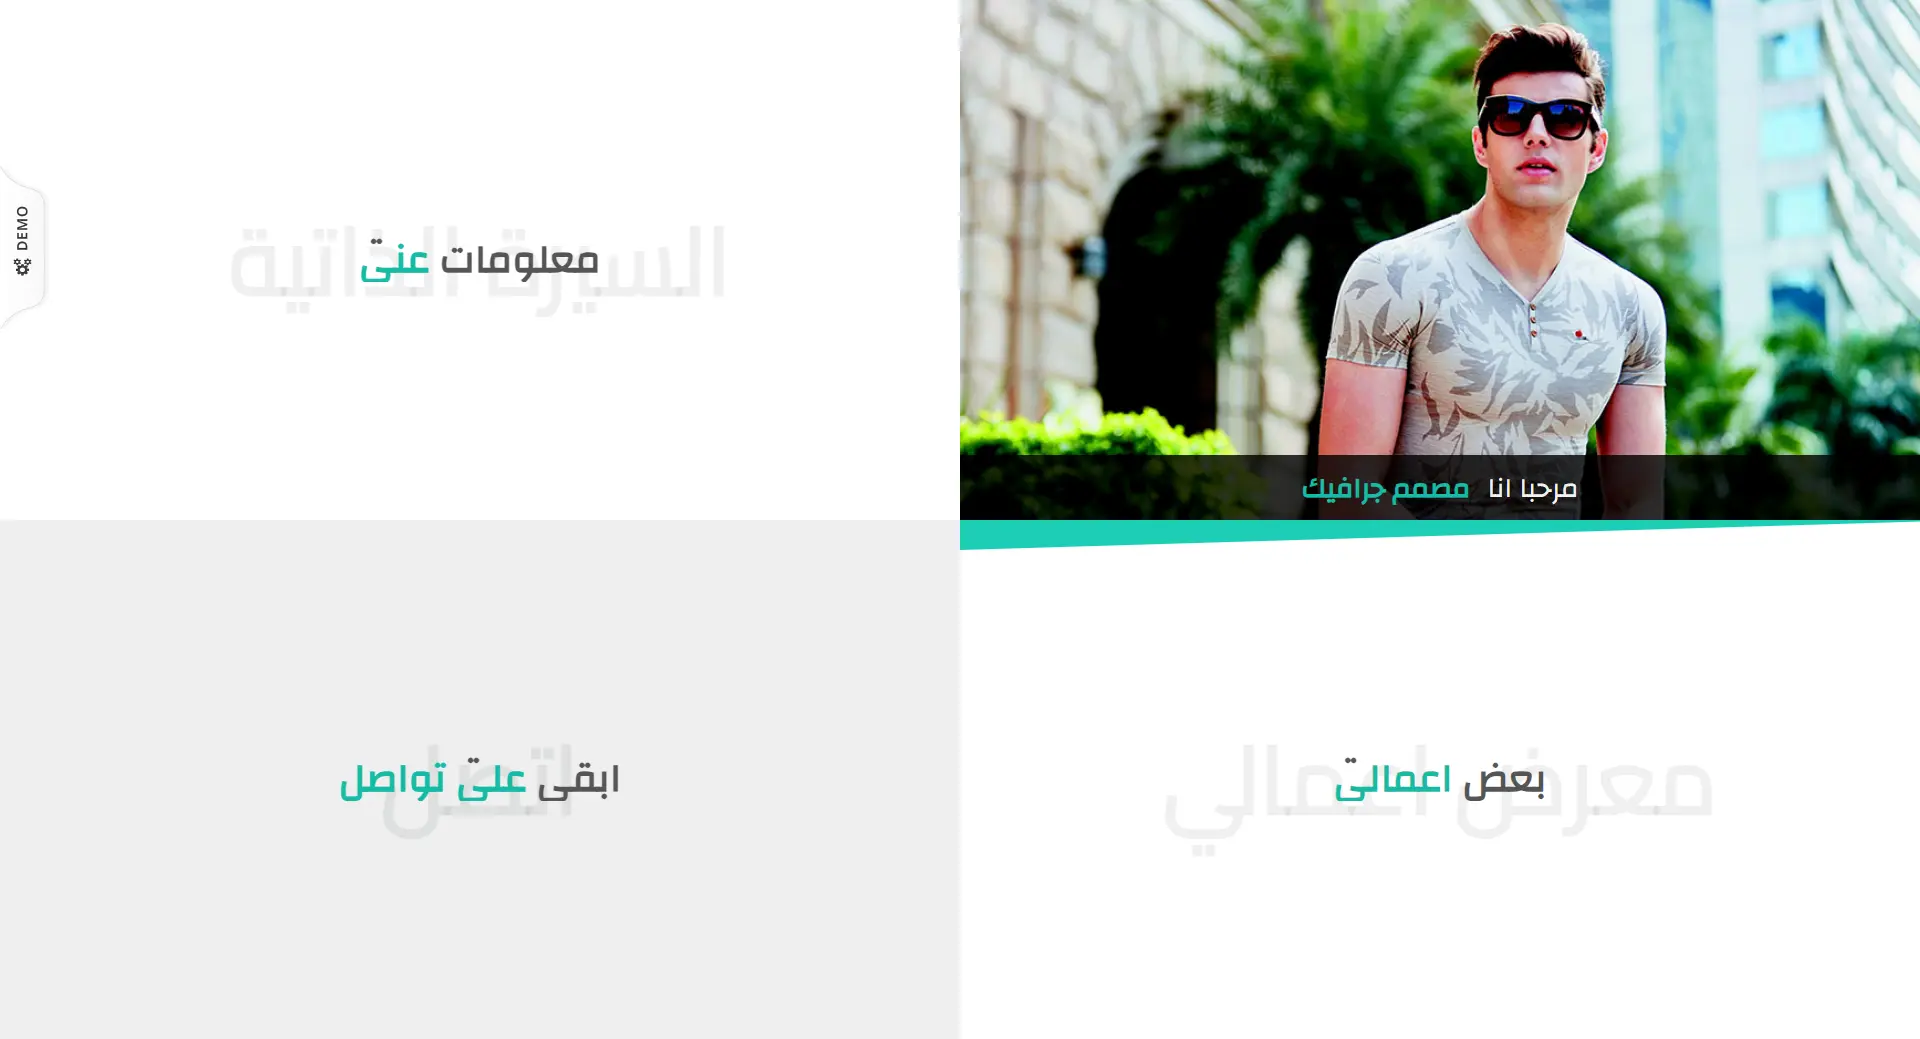 مرحبا انا مصمم جرافيك
السيرة الذاتية
معلومات عنى
DEMO
معرض اعمالي
بعض اعمالى
اتصل
ابقى على تواصل